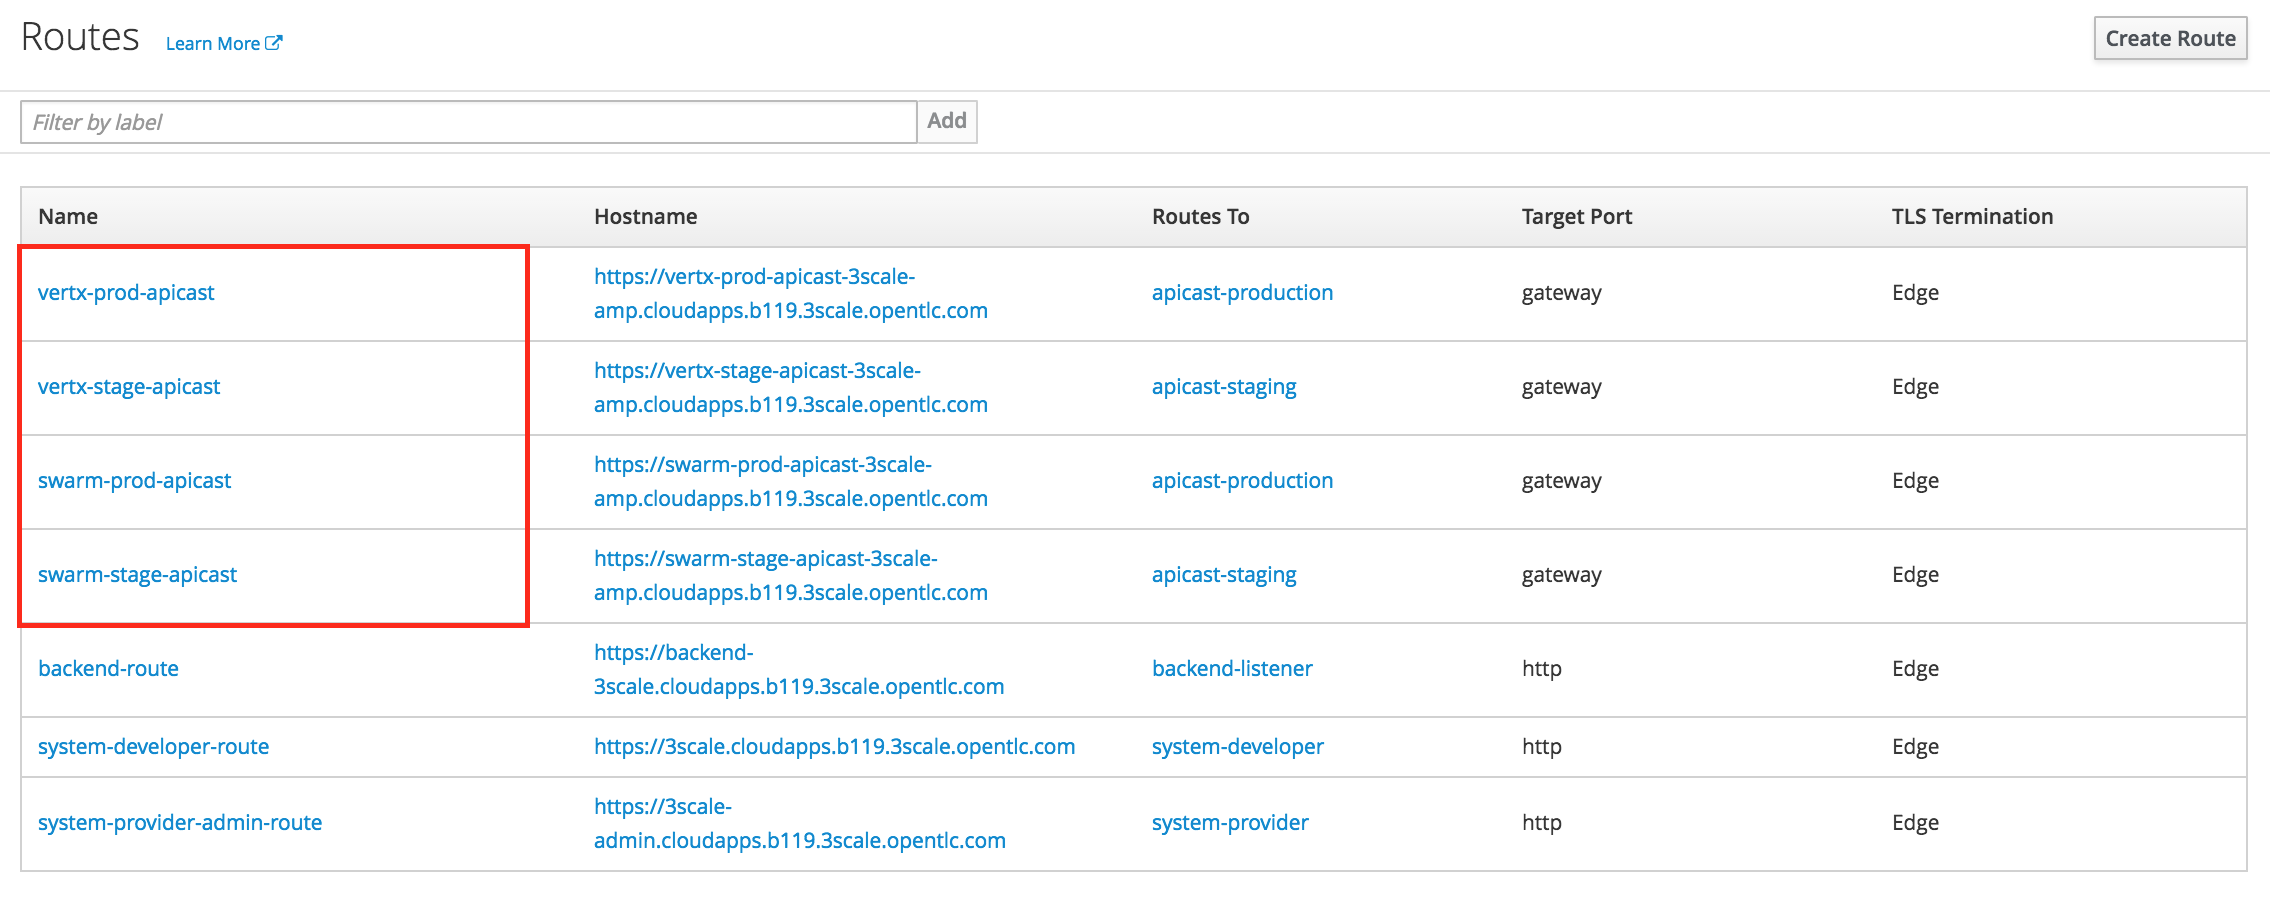 Routes Learn More
Create Route
Filter by label
Add
Name Hostname Routes To Target Port TLS Termination
vertx-prod-apicast https://vertx-prod-apicast-3scale- apicast-production gateway Edge
amp.cloudapps.b119.3scale.opentlc.com
vertx-stage-apicast https://vertx-stage-apicast-3scale- apicast-staging gateway Edge
amp.cloudapps.b119.3scale.opentlc.com
swarm-prod-apicast https://swarm-prod-apicast-3scale- apicast-production gateway Edge
amp.cloudapps.b119.3scale.opentlc.com
swarm-stage-apicast https://swarm-stage-apicast-3scale- apicast-staging gateway Edge
amp.cloudapps.b119.3scale.opentlc.com
backend-route https://backend- backend-listener http Edge
3scale.cloudapps.b119.3scale.opentlc.com
system-developer-route https://3scale.cloudapps.b119.3scale.opentlc.com system-developer http Edge
system-provider-admin-route https://3scale- system-provider http Edge
admin.cloudapps.b119.3scale.opentlc.com